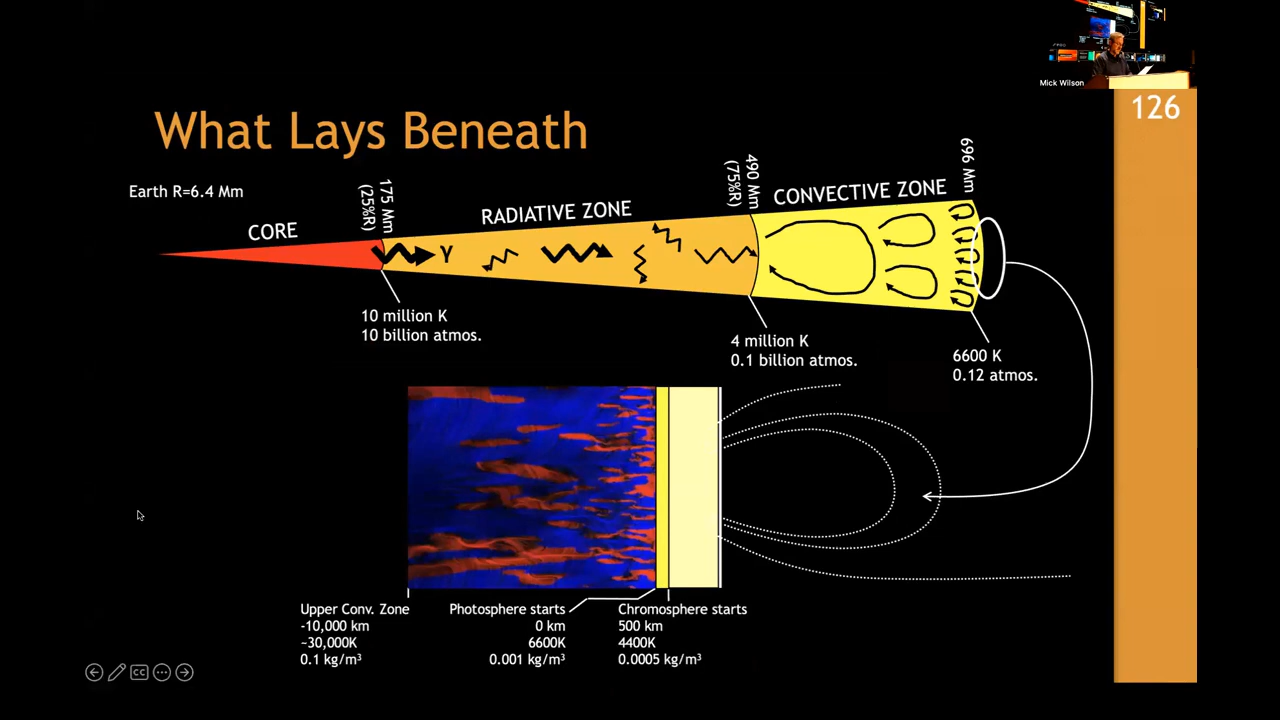 Mick Wilson
126
What Lays Beneath
Earth R=6.4 Mm
CORE
175 Mm
(25%R)
RADIATIVE ZONE
490 Mm
(75%R)
CONVECTIVE ZONE
696 Mm
γ
10 million K
10 billion atmos.
4 million K
0.1 billion atmos.
6600 K
0.12 atmos.
Upper Conv. Zone
-10,000 km
~30,000K
0.1 kg/m³
Photosphere starts
0 km
6600K
0.001 kg/m³
Chromosphere starts
500 km
4400K
0.0005 kg/m³
CC